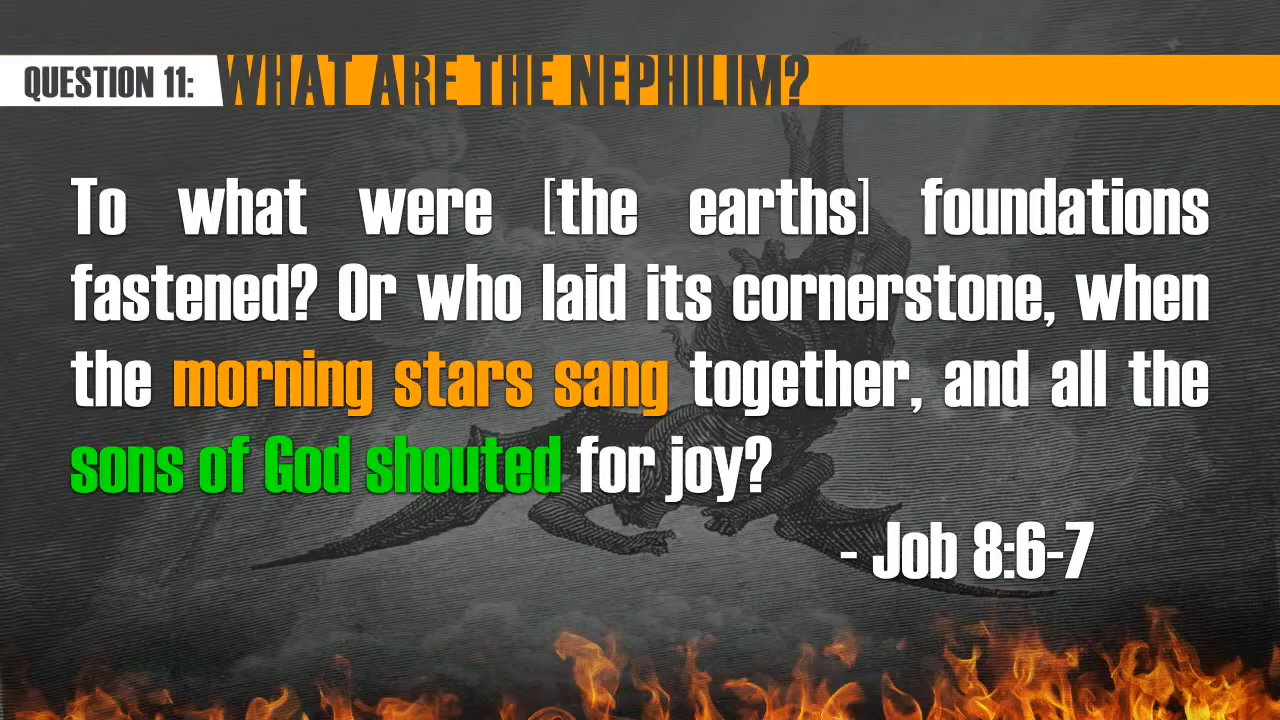 QUESTION 11: WHAT ARE THE NEPHILIM?
To what were [the earths] foundations
fastened? Or who laid its cornerstone, when
the morning stars sang together, and all the
sons of God shouted for joy?
- Job 8:6-7